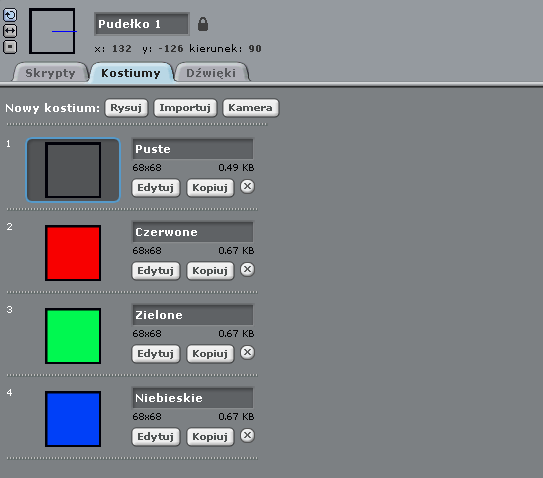 Pudełko 1
x: 132 y: -126 kierunek: 90
Skrypty Kostiumy Dźwięki
Nowy kostium: Rysuj Importuj Kamera
1 Puste
68x68 0.49 KB
Edytuj Kopiuj
2 Czerwone
68x68 0.67 KB
Edytuj Kopiuj
3 Zielone
68x68 0.67 KB
Edytuj Kopiuj
4 Niebieskie
68x68 0.67 KB
Edytuj Kopiuj